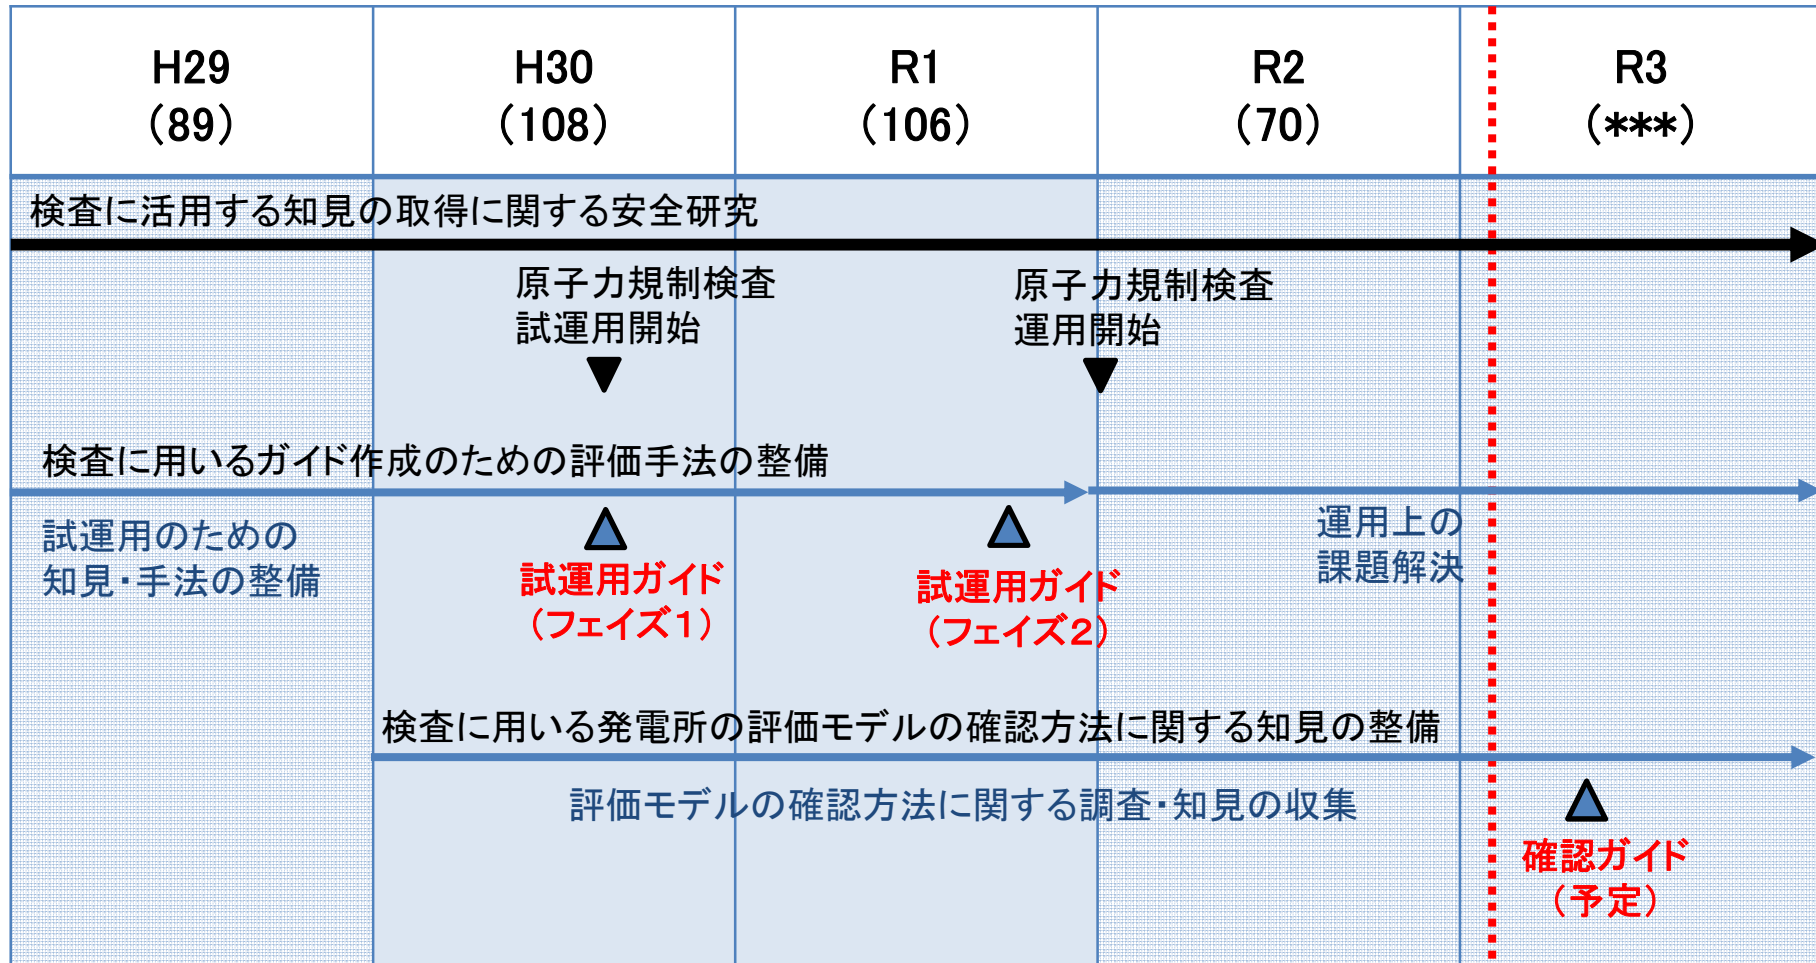 H29
（89）
H30
（108）
R1
（106）
R2
（70）
R3
（***）
検査に活用する知見の取得に関する安全研究
原子力規制検査
試運用開始
原子力規制検査
運用開始
検査に用いるガイド作成のための評価手法の整備
試運用のための
知見・手法の整備
試運用ガイド
（フェイズ１）
試運用ガイド
（フェイズ２）
運用上の
課題解決
検査に用いる発電所の評価モデルの確認方法に関する知見の整備
評価モデルの確認方法に関する調査・知見の収集
確認ガイド
（予定）